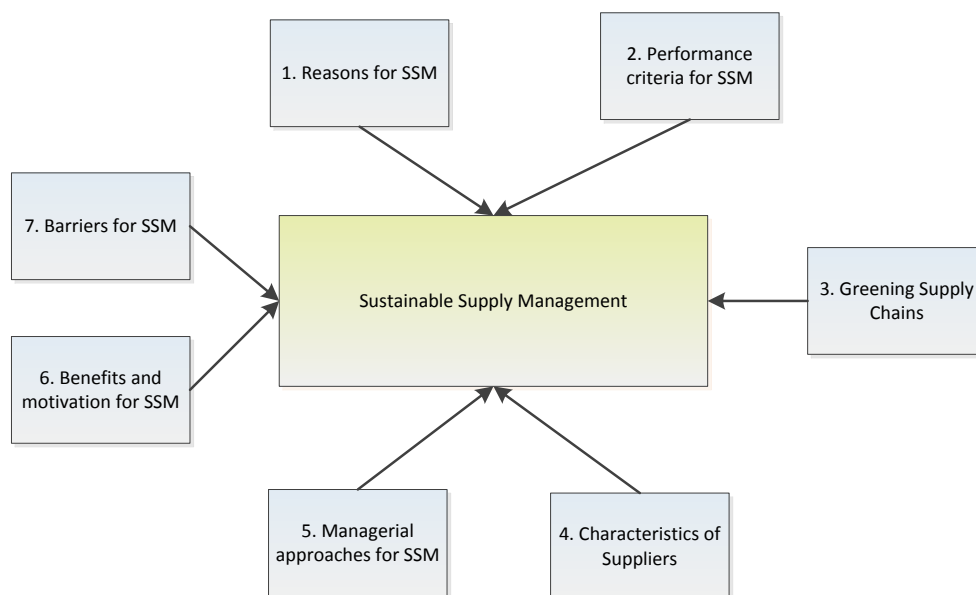 1. Reasons for SSM
2. Performance
criteria for SSM
7. Barriers for SSM
Sustainable Supply Management
3. Greening Supply
Chains
6. Benefits and
motivation for SSM
5. Managerial
approaches for SSM
4. Characteristics of
Suppliers